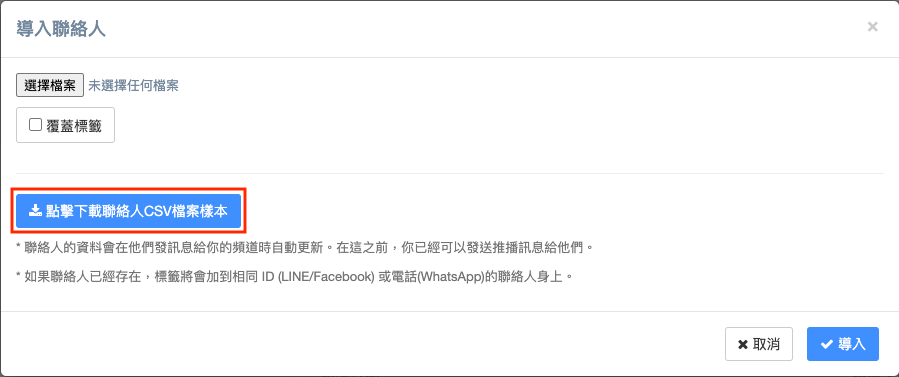 導入聯絡人
×
選擇檔案 未選擇任何檔案
覆蓋標籤
點擊下載聯絡人CSV檔案樣本
* 聯絡人的資料會在他們發訊息給你的頻道時自動更新。在這之前，你已經可以發送推播訊息給他們。
* 如果聯絡人已經存在，標籤將會加到相同 ID (LINE/Facebook) 或電話(WhatsApp)的聯絡人身上。
取消 導入